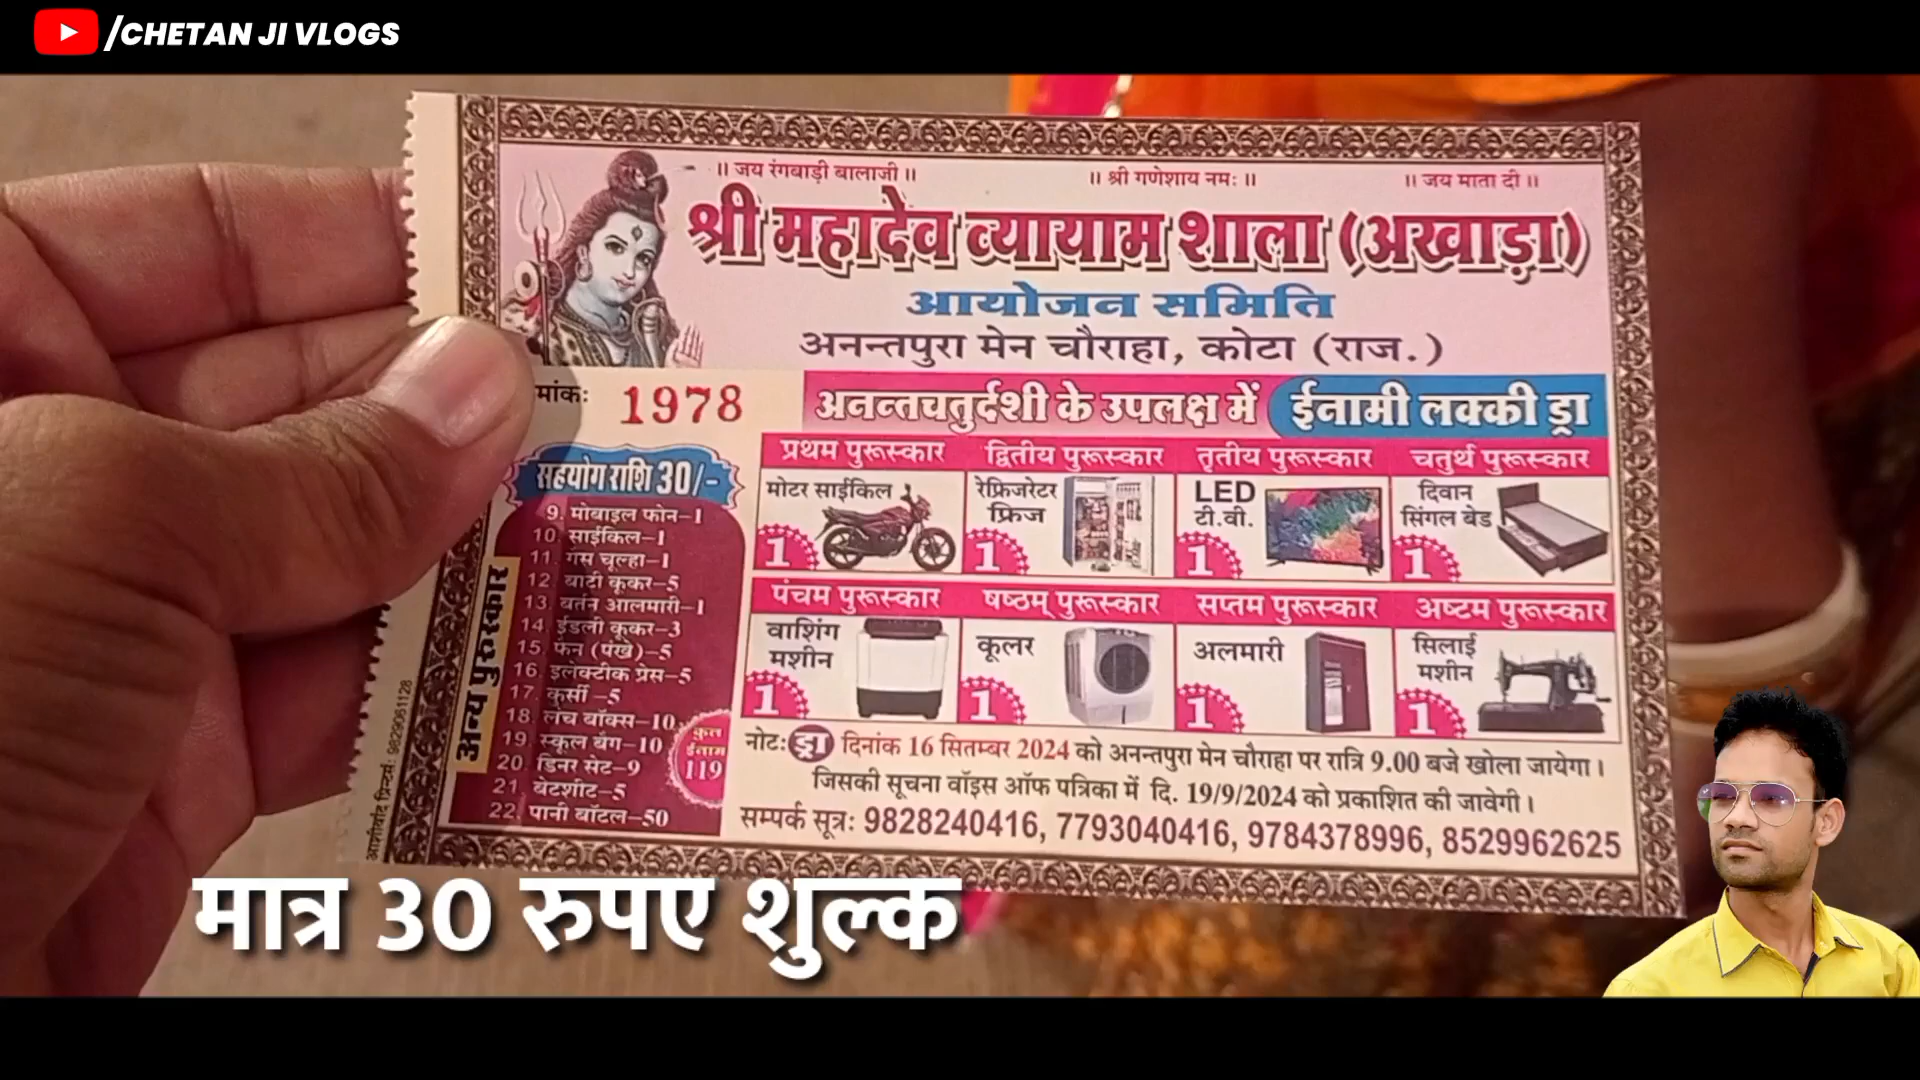 /CHETAN JI VLOGS
॥ जय रंगबाड़ी बालाजी ॥ ॥ श्री गणेशाय नमः ॥ ॥ जय माता दी ॥
श्री महादेव व्यायाम शाला (अखाड़ा)
आयोजन समिति
अनन्तपुरा मेन चौराहा, कोटा (राज.)
मांकः 1978
अनन्तचतुर्दशी के उपलक्ष में ईनामी लक्की ड्रा
सहयोग राशि 30/-
अन्य पुरुस्कार
9. मोबाइल फोन-1
10. साईकिल-1
11. गैस चूल्हा-1
12. बाटी कूकर-5
13. बर्तन आलमारी-1
14. ईडली कूकर-3
15. फैन (पंखे)-5
16. इलेक्टीक प्रेस-5
17. कुर्सी -5
18. लंच बॉक्स-10
19. स्कूल बैग-10
20. डिनर सेट-9
21. बेटशीट-5
22. पानी बॉटल-50
कुल
ईनाम
119
प्रथम पुरूस्कार द्वितीय पुरूस्कार तृतीय पुरूस्कार चतुर्थ पुरूस्कार
मोटर साईकिल
1
रेफ्रिजरेटर
फ्रिज
1
LED
टी.वी.
1
दिवान
सिंगल बेड
1
पंचम पुरूस्कार षष्ठम् पुरूस्कार सप्तम पुरूस्कार अष्टम पुरूस्कार
वाशिंग
मशीन
1
कूलर
1
अलमारी
1
सिलाई
मशीन
1
नोटः ड्रा दिनांक 16 सितम्बर 2024 को अनन्तपुरा मेन चौराहा पर रात्रि 9.00 बजे खोला जायेगा।
जिसकी सूचना वॉइस ऑफ पत्रिका में दि. 19/9/2024 को प्रकाशित की जावेगी।
सम्पर्क सूत्रः 9828240416, 7793040416, 9784378996, 8529962625
आशीर्वाद प्रिन्टर्स: 9829061128
मात्र 30 रुपए शुल्क